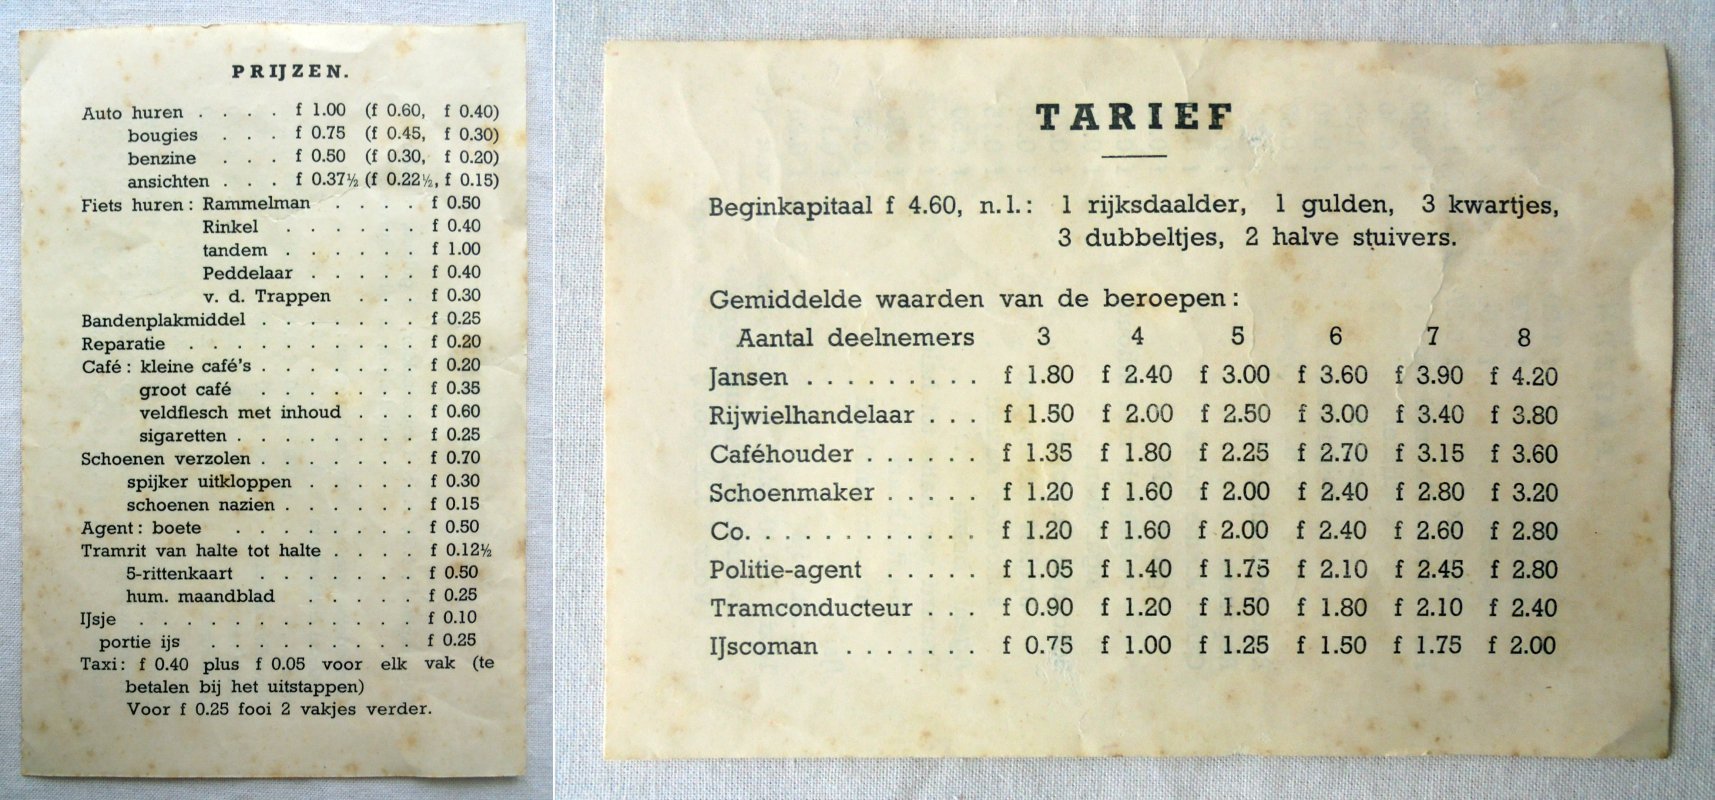 PRIJZEN.
Auto huren . . . . f 1.00 (f 0.60, f 0.40)
bougies . . . f 0.75 (f 0.45, f 0.30)
benzine . . . f 0.50 (f 0.30, f 0.20)
ansichten . . . f 0.37½ (f 0.22½, f 0.15)
Fiets huren: Rammelman . . . . f 0.50
Rinkel . . . . . . f 0.40
tandem . . . . . . f 1.00
Peddelaar . . . . . f 0.40
v. d. Trappen . . . f 0.30
Bandenplakmiddel . . . . . . . f 0.25
Reparatie . . . . . . . . . . f 0.20
Café: kleine café's . . . . . . . f 0.20
groot café . . . . . . . f 0.35
veldflesch met inhoud . . . f 0.60
sigaretten . . . . . . . . f 0.25
Schoenen verzolen . . . . . . . f 0.70
spijker uitkloppen . . . . . f 0.30
schoenen nazien . . . . . . f 0.15
Agent: boete . . . . . . . f 0.50
Tramrit van halte tot halte . . . . f 0.12½
5-rittenkaart . . . . . . . f 0.50
hum. maandblad . . . . . f 0.25
IJsje . . . . . . . . . . . . f 0.10
portie ijs . . . . . . . . . f 0.25
Taxi: f 0.40 plus f 0.05 voor elk vak (te
betalen bij het uitstappen)
Voor f 0.25 fooi 2 vakjes verder.
TARIEF
Beginkapitaal f 4.60, n.l.: 1 rijksdaalder, 1 gulden, 3 kwartjes,
3 dubbeltjes, 2 halve stuivers.
Gemiddelde waarden van de beroepen:
Aantal deelnemers 3 4 5 6 7 8
Jansen . . . . . . . . . f 1.80 f 2.40 f 3.00 f 3.60 f 3.90 f 4.20
Rijwielhandelaar . . . f 1.50 f 2.00 f 2.50 f 3.00 f 3.40 f 3.80
Caféhouder . . . . . . f 1.35 f 1.80 f 2.25 f 2.70 f 3.15 f 3.60
Schoenmaker . . . . . f 1.20 f 1.60 f 2.00 f 2.40 f 2.80 f 3.20
Co. . . . . . . . . . . . f 1.20 f 1.60 f 2.00 f 2.40 f 2.60 f 2.80
Politie-agent . . . . . f 1.05 f 1.40 f 1.75 f 2.10 f 2.45 f 2.80
Tramconducteur . . . f 0.90 f 1.20 f 1.50 f 1.80 f 2.10 f 2.40
IJscoman . . . . . . . f 0.75 f 1.00 f 1.25 f 1.50 f 1.75 f 2.00